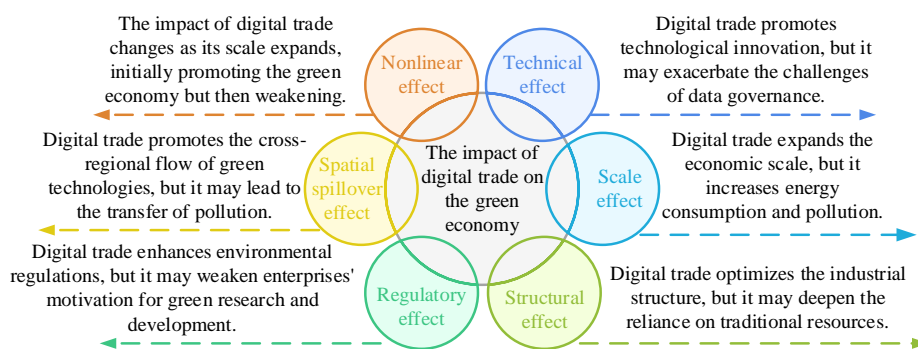 The impact of digital trade
changes as its scale expands,
initially promoting the green
economy but then weakening.
Nonlinear
effect
Technical
effect
Digital trade promotes
technological innovation, but it
may exacerbate the challenges
of data governance.
Digital trade promotes the cross-
regional flow of green
technologies, but it may lead to
the transfer of pollution.
Spatial
spillover
effect
The impact of
digital trade on
the green
economy
Scale
effect
Digital trade expands the
economic scale, but it
increases energy
consumption and pollution.
Digital trade enhances environmental
regulations, but it may weaken enterprises'
motivation for green research and
development.
Regulatory
effect
Structural
effect
Digital trade optimizes the industrial
structure, but it may deepen the
reliance on traditional resources.